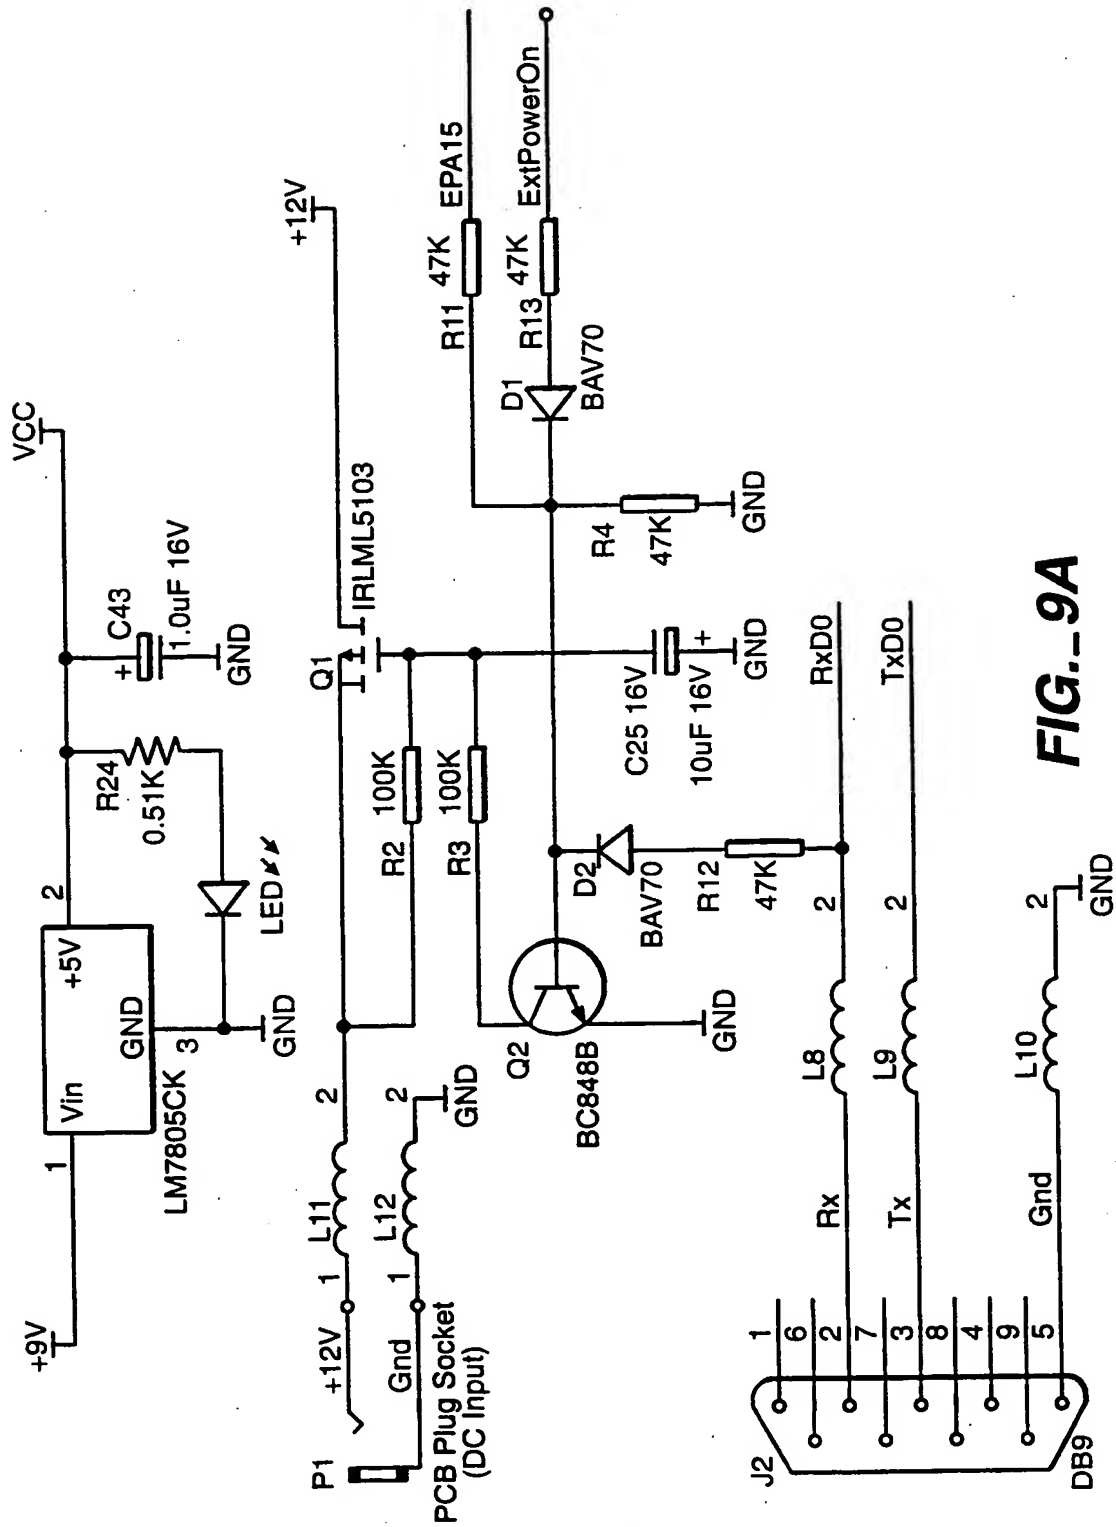 +9V
1
Vin
+5V
2
GND
3
LM7805CK
GND
LED
R24
0.51K
C43
+
1.0uF 16V
GND
VCC
P1
PCB Plug Socket
(DC Input)
+12V
1
L11
2
Gnd
1
L12
2
GND
R2
100K
R3
100K
Q1
IRLML5103
+12V
Q2
BC848B
GND
C25 16V
10uF 16V
+
GND
D2
BAV70
R12
47K
R4
47K
GND
R11
47K
EPA15
D1
BAV70
R13
47K
ExtPowerOn
J2
DB9
1
6
2
7
3
8
4
9
5
Rx
L8
2
RxD0
Tx
L9
2
TxD0
Gnd
L10
2
GND
FIG._9A